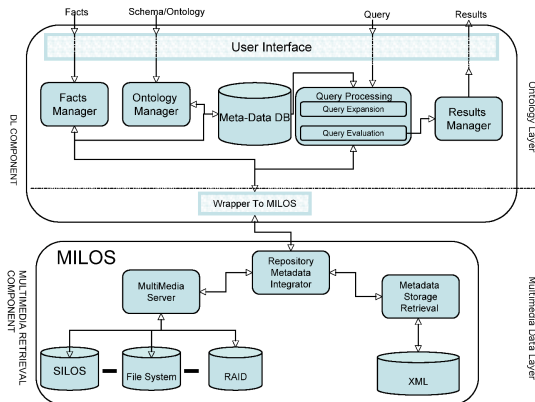 Facts
Schema/Ontology
Query
Results
User Interface
Facts
Manager
Ontology
Manager
Meta-Data DB
Query Processing
Query Expansion
Query Evaluation
Results
Manager
DL COMPONENT
Ontology Layer
Wrapper To MILOS
MILOS
Repository
Metadata
Integrator
MultiMedia
Server
Metadata
Storage
Retrieval
SILOS
File System
RAID
XML
MULTIMEDIA RETRIEVAL
COMPONENT
Multimedia Data Layer